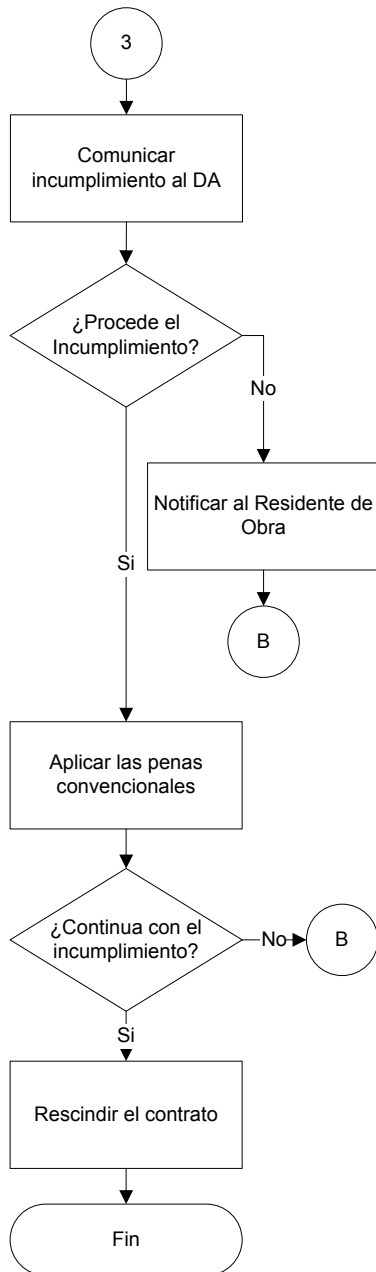 3
Comunicar
incumplimiento al DA
¿Procede el
Incumplimiento?
No
Notificar al Residente de
Obra
Si
B
Aplicar las penas
convencionales
¿Continua con el
incumplimiento?
No
B
Si
Rescindir el contrato
Fin